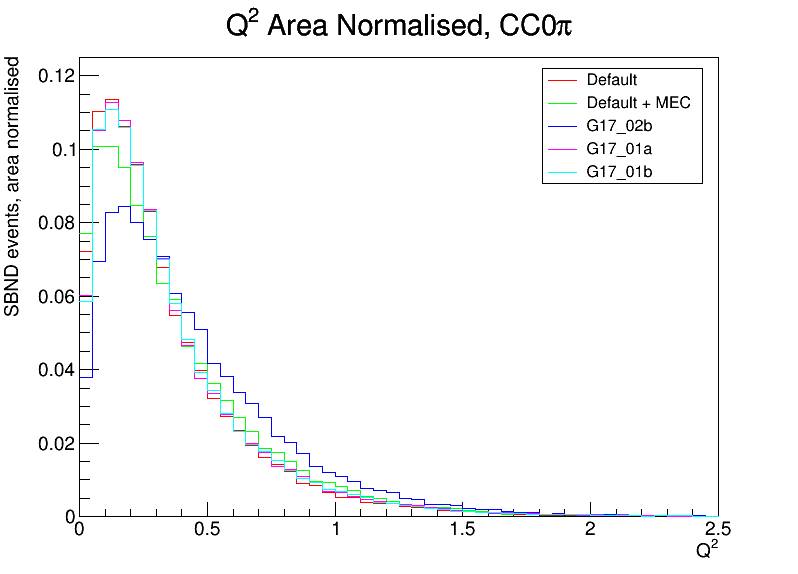 Q² Area Normalised, CC0π
SBND events, area normalised
0.12
0.1
0.08
0.06
0.04
0.02
0
Default
Default + MEC
G17_02b
G17_01a
G17_01b
0 0.5 1 1.5 2 2.5
Q²